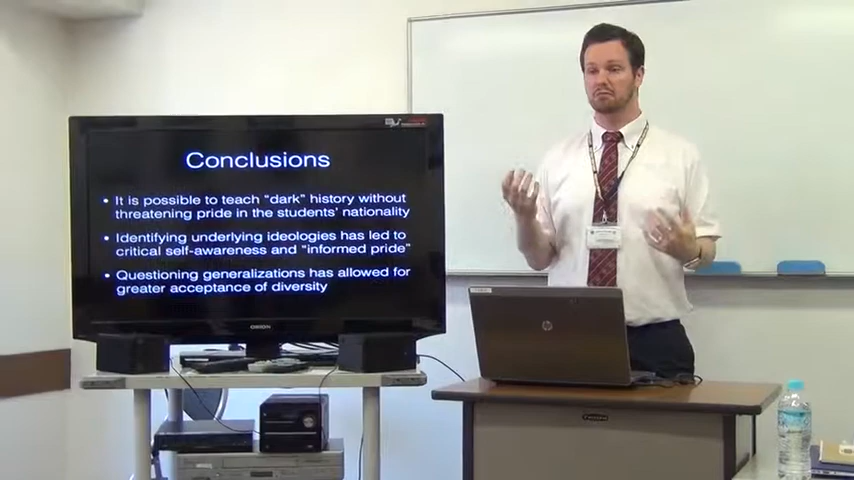 Conclusions
• It is possible to teach "dark" history without
threatening pride in the students' nationality
• Identifying underlying ideologies has led to
critical self-awareness and "informed pride"
• Questioning generalizations has allowed for
greater acceptance of diversity
ORION
hp